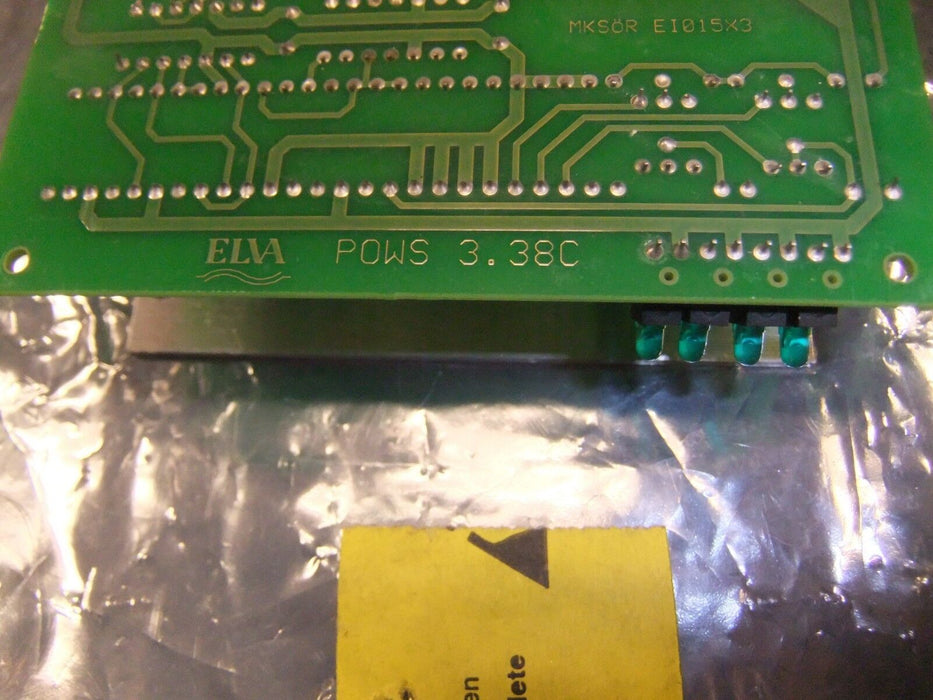 MKSÖR EI015X3
ELVA POWS 3.38C
en
lete